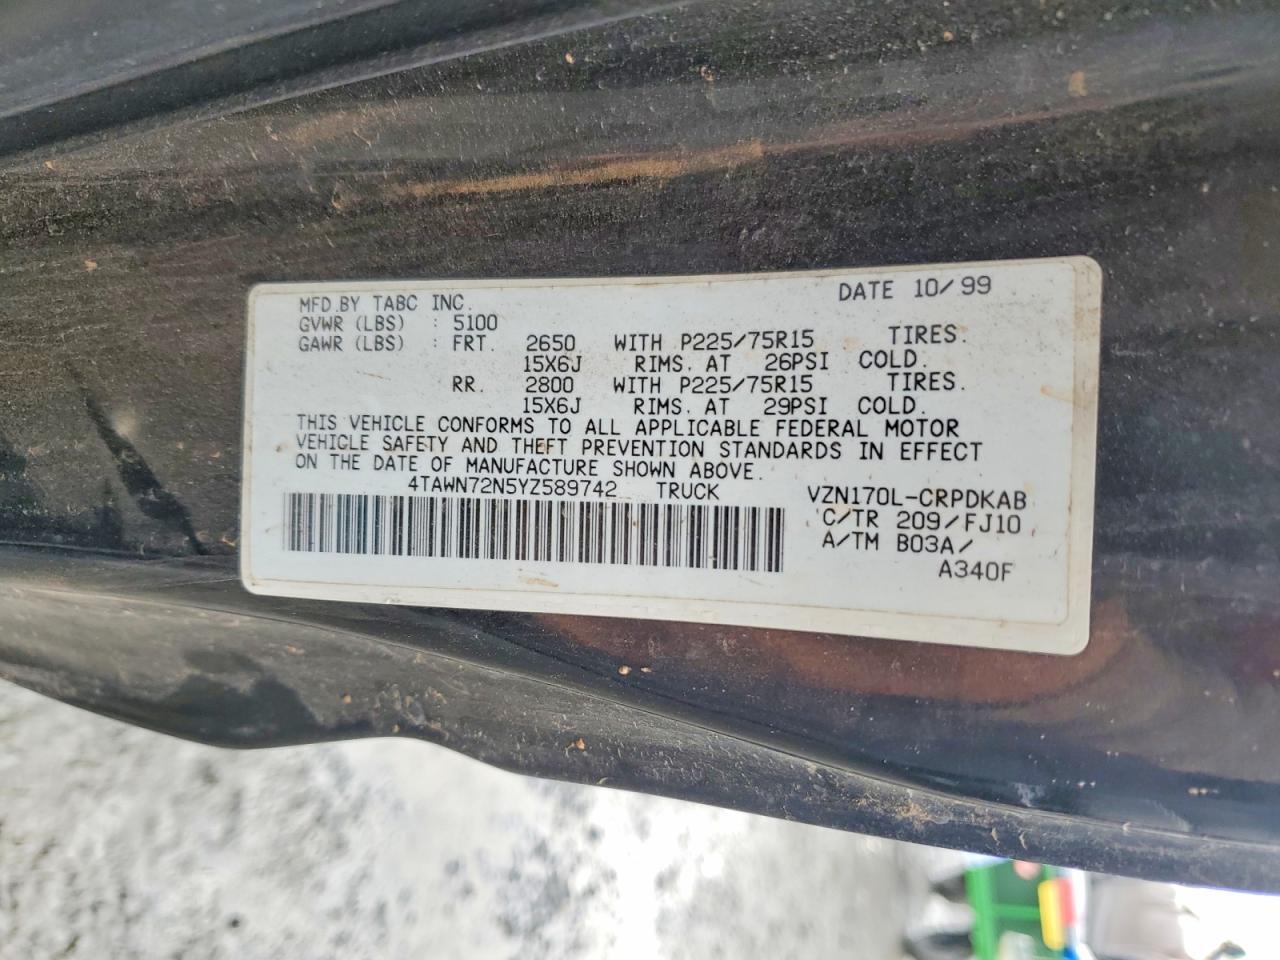 MFD.BY TABC INC. DATE 10/99
GVWR (LBS) : 5100
GAWR (LBS) : FRT. 2650 WITH P225/75R15 TIRES.
15X6J RIMS. AT 26PSI COLD.
RR. 2800 WITH P225/75R15 TIRES.
15X6J RIMS. AT 29PSI COLD.
THIS VEHICLE CONFORMS TO ALL APPLICABLE FEDERAL MOTOR
VEHICLE SAFETY AND THEFT PREVENTION STANDARDS IN EFFECT
ON THE DATE OF MANUFACTURE SHOWN ABOVE.
4TAWN72N5YZ589742 TRUCK VZN170L-CRPDKAB
C/TR 209/FJ10
A/TM B03A/
A340F